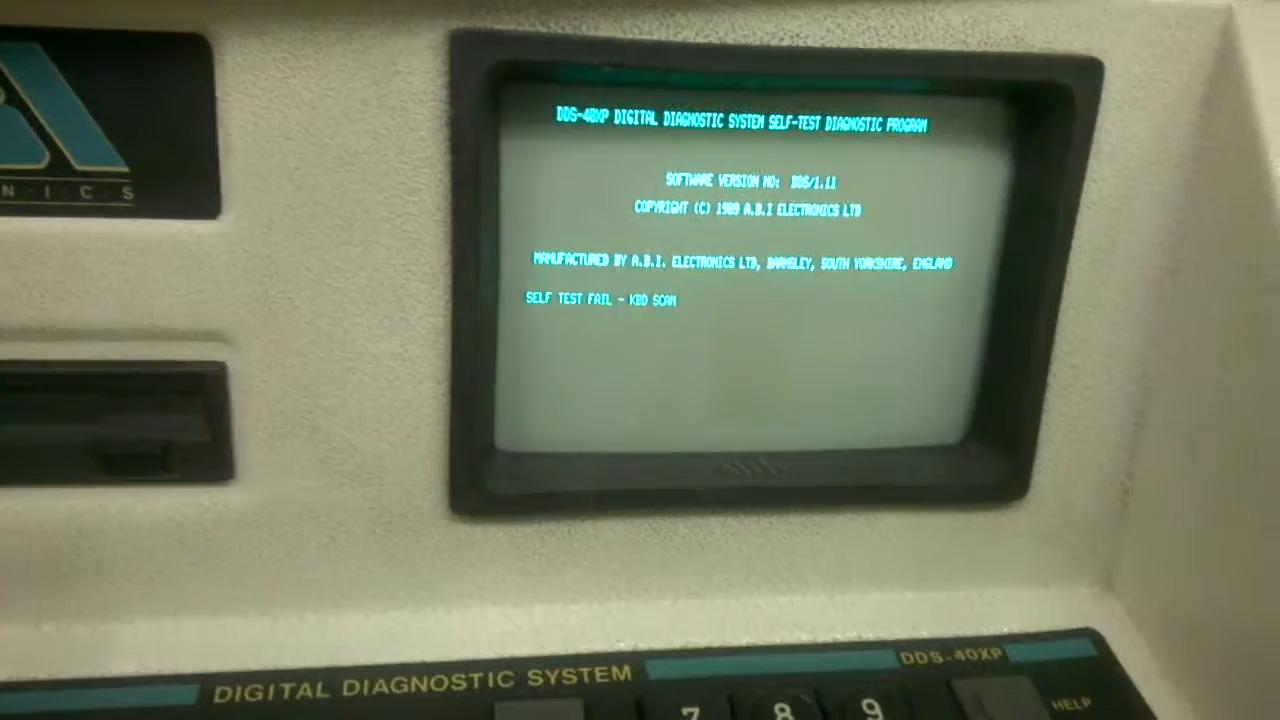 DDS-40XP DIGITAL DIAGNOSTIC SYSTEM SELF-TEST DIAGNOSTIC PROGRAM
SOFTWARE VERSION NO: DDS/1.11
COPYRIGHT (C) 1989 A.B.I ELECTRONICS LTD
MANUFACTURED BY A.B.I. ELECTRONICS LTD, BARNSLEY, SOUTH YORKSHIRE, ENGLAND
SELF TEST FAIL - KBD SCAN
N·I·C·S
DIGITAL DIAGNOSTIC SYSTEM
DDS-40XP
7 8 9
HELP